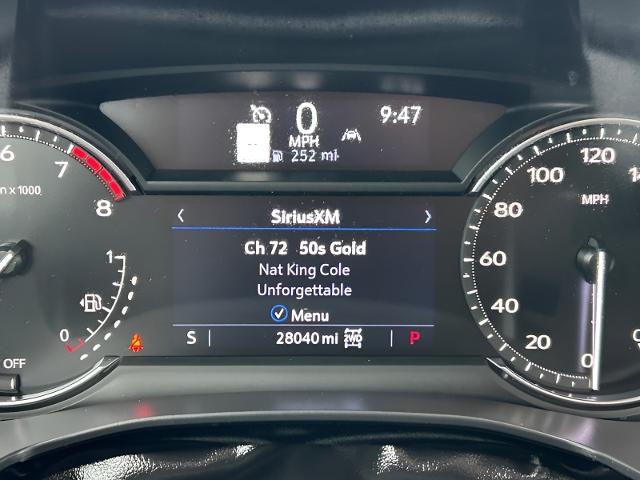 0
MPH
9:47
252 mi
6
7
8
n x 1000
1
0
OFF
< SiriusXM >
Ch 72 50s Gold
Nat King Cole
Unforgettable
Menu
S 28040 mi 2WD P
0
20
40
60
80
100
120
MPH